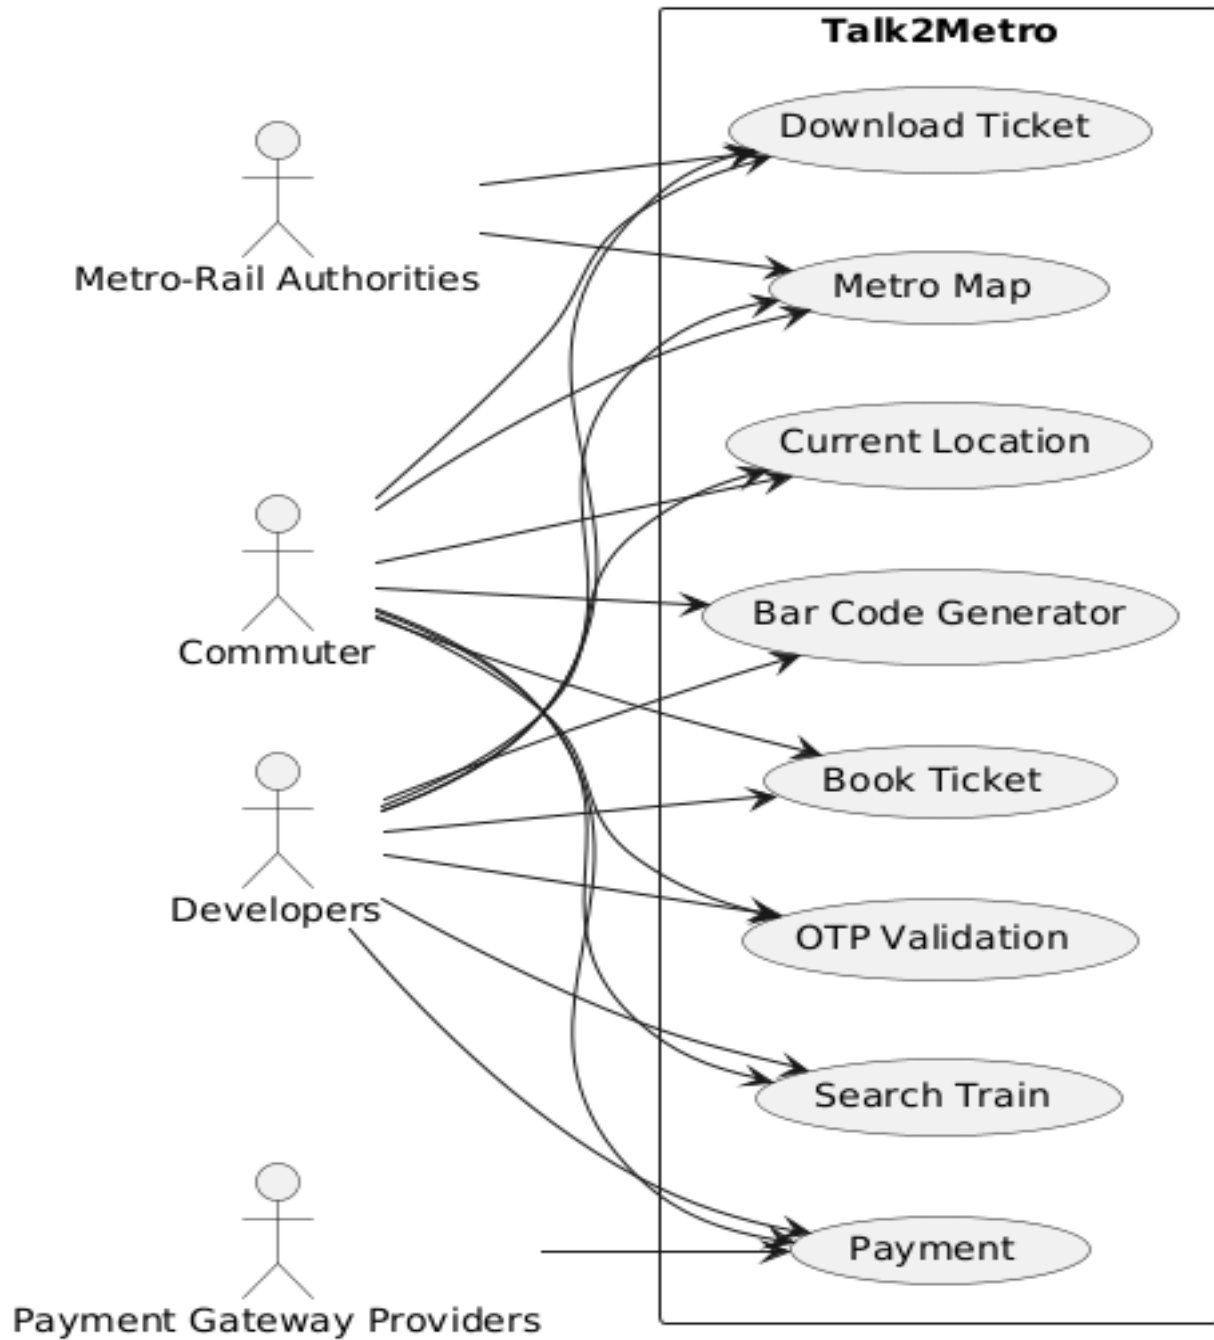 Talk2Metro
Download Ticket
Metro-Rail Authorities
Metro Map
Current Location
Bar Code Generator
Commuter
Book Ticket
Developers
OTP Validation
Search Train
Payment
Payment Gateway Providers